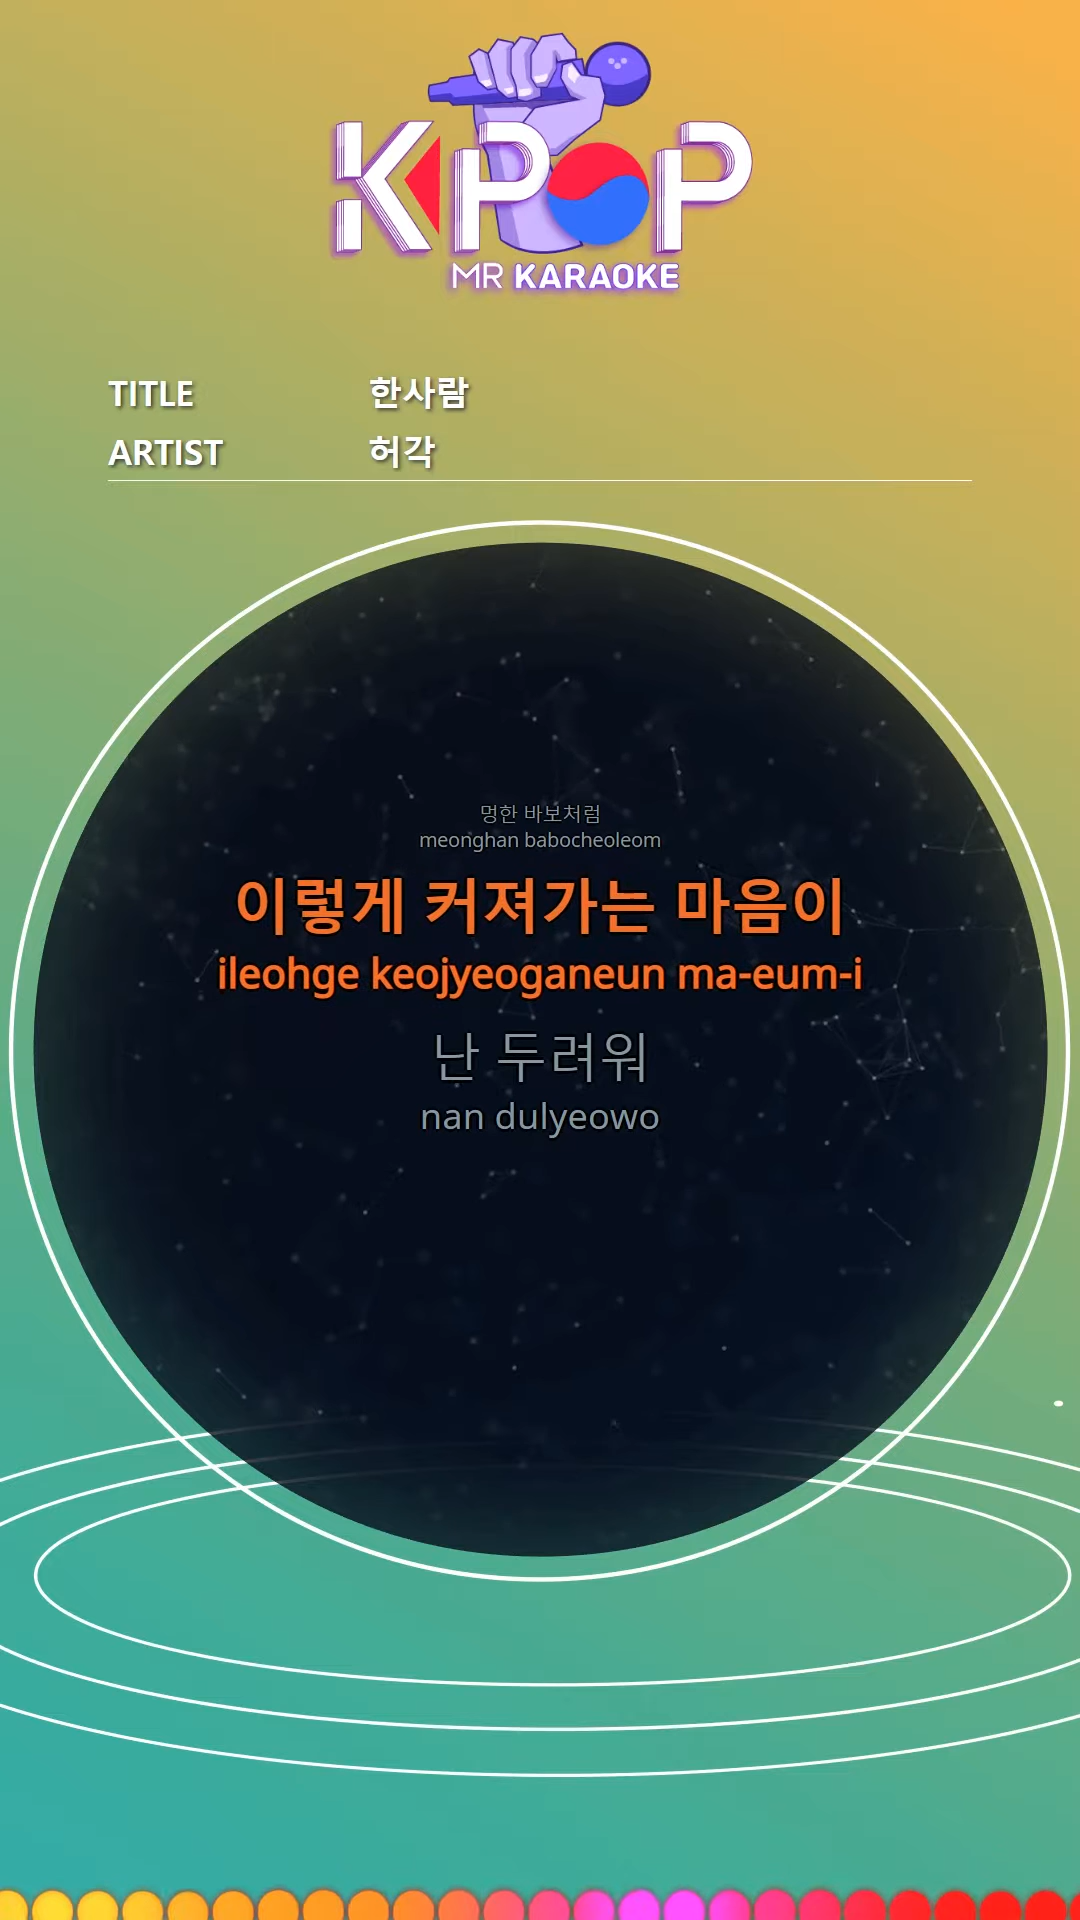 KPOP
MR KARAOKE
TITLE 한사람
ARTIST 허각
멍한 바보처럼
meonghan babocheoleom
이렇게 커져가는 마음이
ileohge keojyeoganeun ma-eum-i
난 두려워
nan dulyeowo